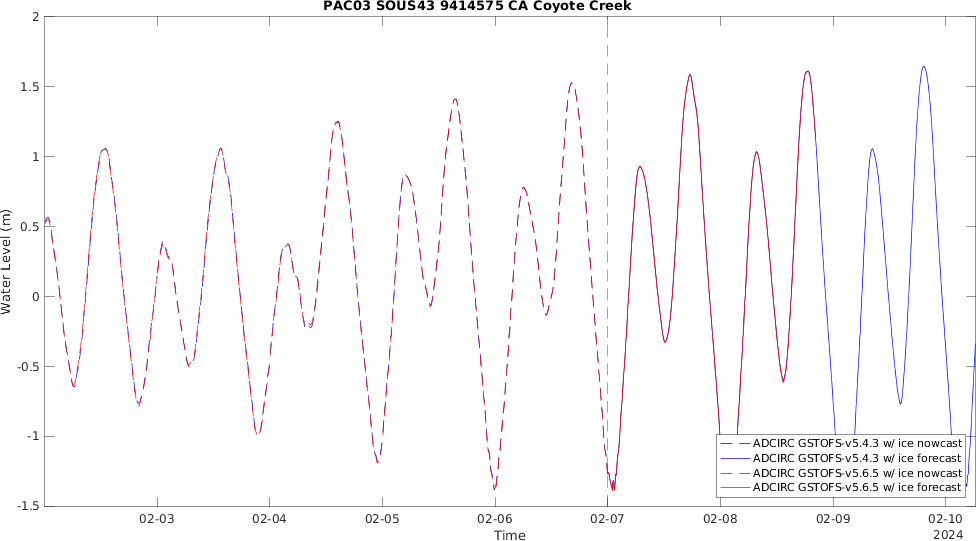 PAC03 SOUS43 9414575 CA Coyote Creek
2
1.5
1
0.5
0
-0.5
-1
-1.5
Water Level (m)
ADCIRC GSTOFS-v5.4.3 w/ ice nowcast
ADCIRC GSTOFS-v5.4.3 w/ ice forecast
ADCIRC GSTOFS-v5.6.5 w/ ice nowcast
ADCIRC GSTOFS-v5.6.5 w/ ice forecast
02-03 02-04 02-05 02-06 02-07 02-08 02-09 02-10
Time
2024